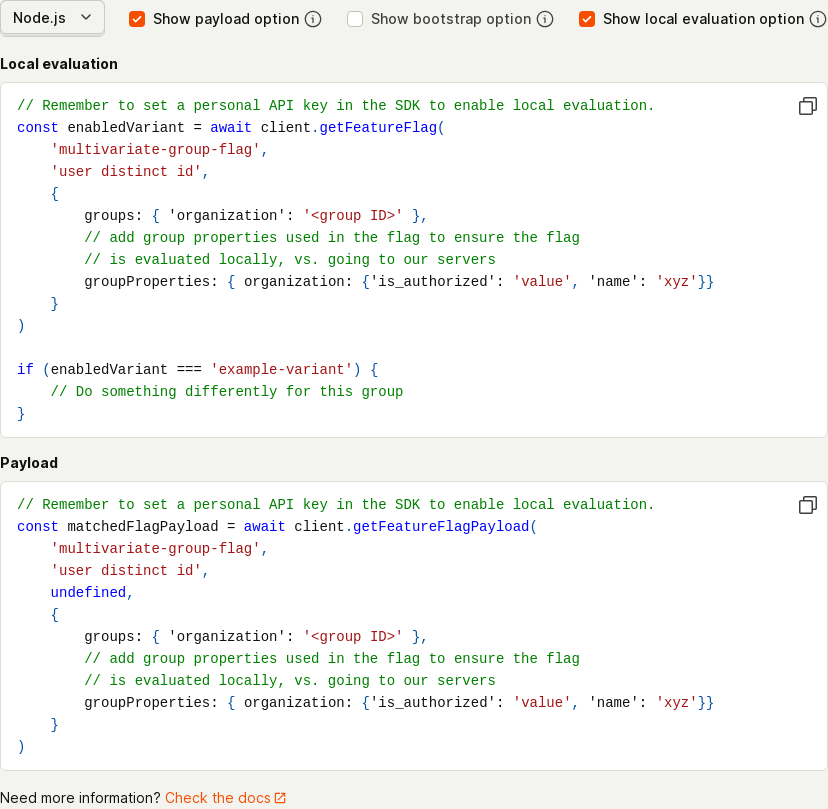 Node.js Show payload option Show bootstrap option Show local evaluation option
Local evaluation
// Remember to set a personal API key in the SDK to enable local evaluation.
const enabledVariant = await client.getFeatureFlag(
    'multivariate-group-flag',
    'user distinct id',
    {
        groups: { 'organization': '<group ID>' },
        // add group properties used in the flag to ensure the flag
        // is evaluated locally, vs. going to our servers
        groupProperties: { organization: {'is_authorized': 'value', 'name': 'xyz'}}
    }
)

if (enabledVariant === 'example-variant') {
    // Do something differently for this group
}
Payload
// Remember to set a personal API key in the SDK to enable local evaluation.
const matchedFlagPayload = await client.getFeatureFlagPayload(
    'multivariate-group-flag',
    'user distinct id',
    undefined,
    {
        groups: { 'organization': '<group ID>' },
        // add group properties used in the flag to ensure the flag
        // is evaluated locally, vs. going to our servers
        groupProperties: { organization: {'is_authorized': 'value', 'name': 'xyz'}}
    }
)
Need more information? Check the docs